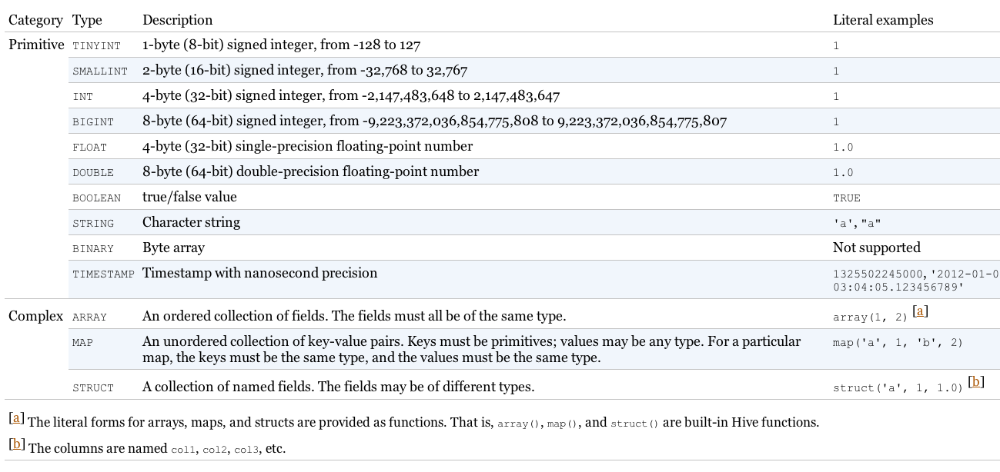 Category Type Description Literal examples
Primitive TINYINT 1-byte (8-bit) signed integer, from -128 to 127 1
SMALLINT 2-byte (16-bit) signed integer, from -32,768 to 32,767 1
INT 4-byte (32-bit) signed integer, from -2,147,483,648 to 2,147,483,647 1
BIGINT 8-byte (64-bit) signed integer, from -9,223,372,036,854,775,808 to 9,223,372,036,854,775,807 1
FLOAT 4-byte (32-bit) single-precision floating-point number 1.0
DOUBLE 8-byte (64-bit) double-precision floating-point number 1.0
BOOLEAN true/false value TRUE
STRING Character string 'a', "a"
BINARY Byte array Not supported
TIMESTAMP Timestamp with nanosecond precision 1325502245000, '2012-01-0
03:04:05.123456789'
Complex ARRAY An ordered collection of fields. The fields must all be of the same type. array(1, 2) [a]
MAP An unordered collection of key-value pairs. Keys must be primitives; values may be any type. For a particular map('a', 1, 'b', 2)
map, the keys must be the same type, and the values must be the same type.
STRUCT A collection of named fields. The fields may be of different types. struct('a', 1, 1.0) [b]
[a] The literal forms for arrays, maps, and structs are provided as functions. That is, array(), map(), and struct() are built-in Hive functions.
[b] The columns are named col1, col2, col3, etc.